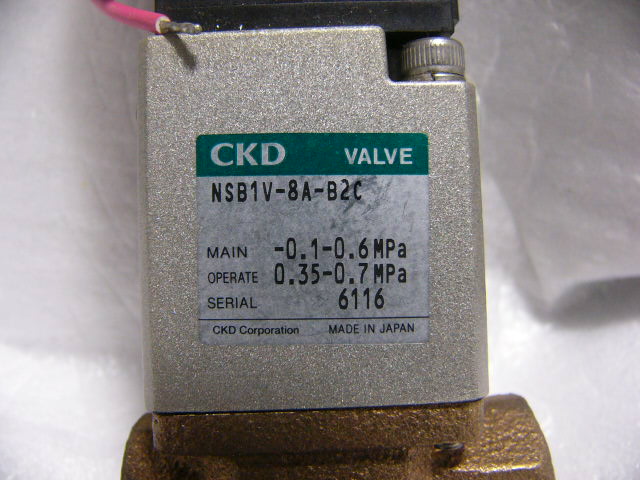 CKD VALVE
NSB1V-8A-B2C
MAIN -0.1-0.6MPa
OPERATE 0.35-0.7MPa
SERIAL 6116
CKD Corporation MADE IN JAPAN